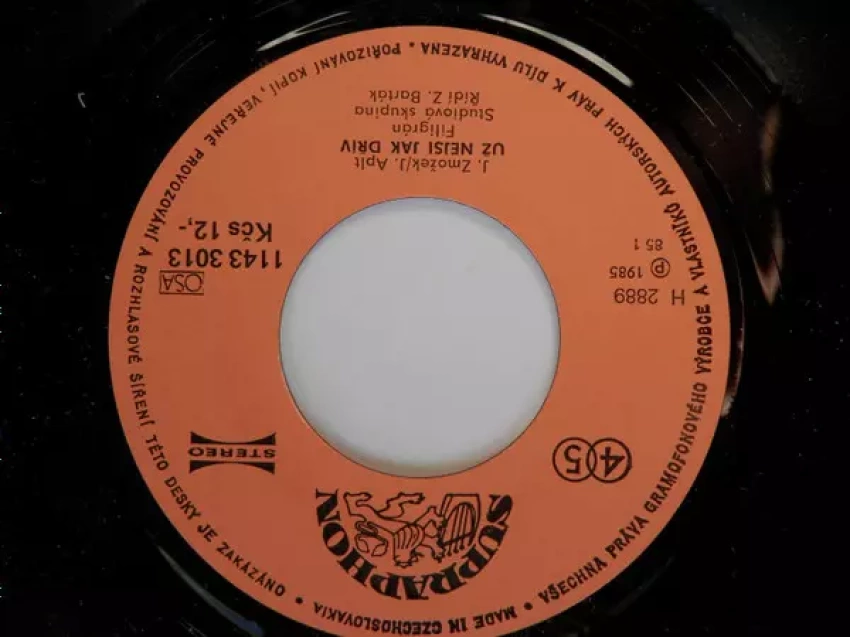 VŠECHNA PRÁVA GRAMOFONOVÉHO VÝROBCE A VLASTNÍKŮ AUTORSKÝCH PRÁV K DÍLU VYHRAZENA • POŘIZOVÁNÍ KOPIÍ, VEŘEJNÉ PROVOZOVÁNÍ A ROZHLASOVÉ ŠÍŘENÍ TÉTO DESKY JE ZAKÁZÁNO • MADE IN CZECHOSLOVAKIA •
SUPRAPHON
45
STEREO
H 2889
Ⓟ 1985
85 1
OSA
1143 3013
Kčs 12,-
J. Zmožek/J. Aplt
UŽ NEJSI JAK DŘÍV
Filigrán
Studiová skupina
Řídí Z. Barták